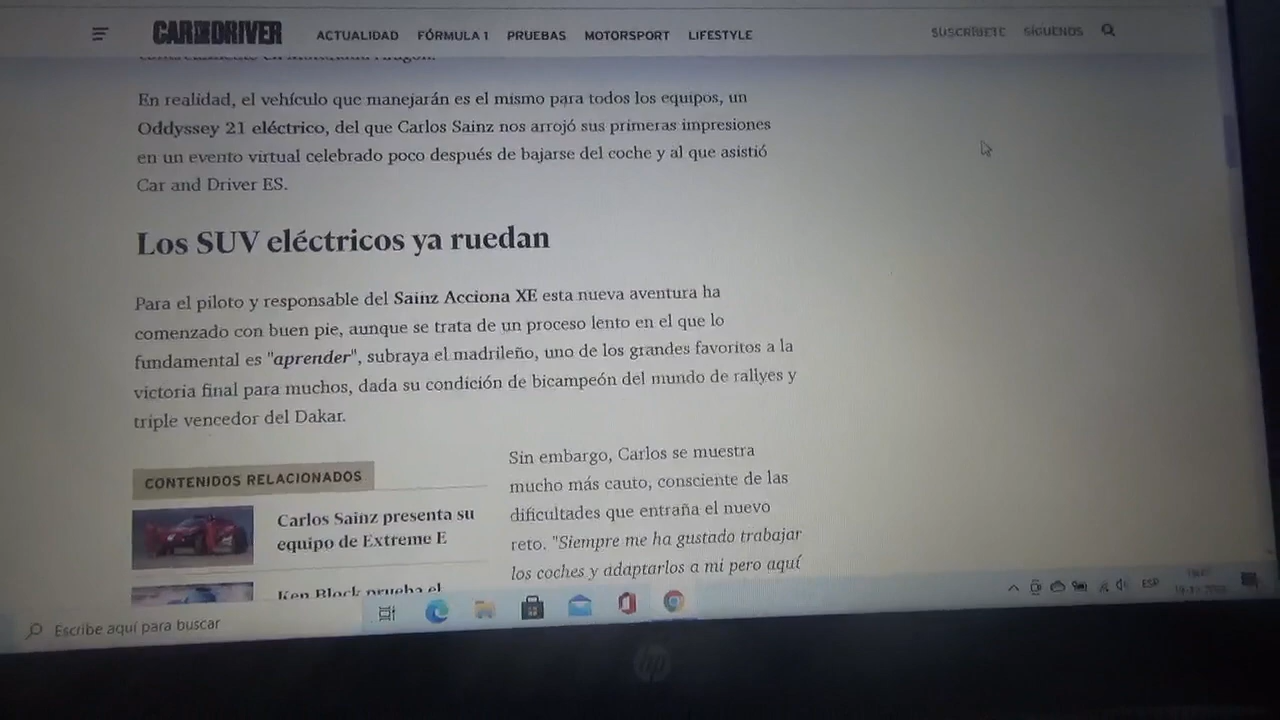 CAR AND DRIVER ACTUALIDAD FÓRMULA 1 PRUEBAS MOTORSPORT LIFESTYLE SUSCRÍBETE SÍGUENOS
En realidad, el vehículo que manejarán es el mismo para todos los equipos, un
Oddyssey 21 eléctrico, del que Carlos Sainz nos arrojó sus primeras impresiones
en un evento virtual celebrado poco después de bajarse del coche y al que asistió
Car and Driver ES.
Los SUV eléctricos ya ruedan
Para el piloto y responsable del Sainz Acciona XE esta nueva aventura ha
comenzado con buen pie, aunque se trata de un proceso lento en el que lo
fundamental es "aprender", subraya el madrileño, uno de los grandes favoritos a la
victoria final para muchos, dada su condición de bicampeón del mundo de rallyes y
triple vencedor del Dakar.
CONTENIDOS RELACIONADOS
Carlos Sainz presenta su
equipo de Extreme E
Ken Block prueba el
Sin embargo, Carlos se muestra
mucho más cauto, consciente de las
dificultades que entraña el nuevo
reto. "Siempre me ha gustado trabajar
los coches y adaptarlos a mi pero aquí
Escribe aquí para buscar
ESP
hp